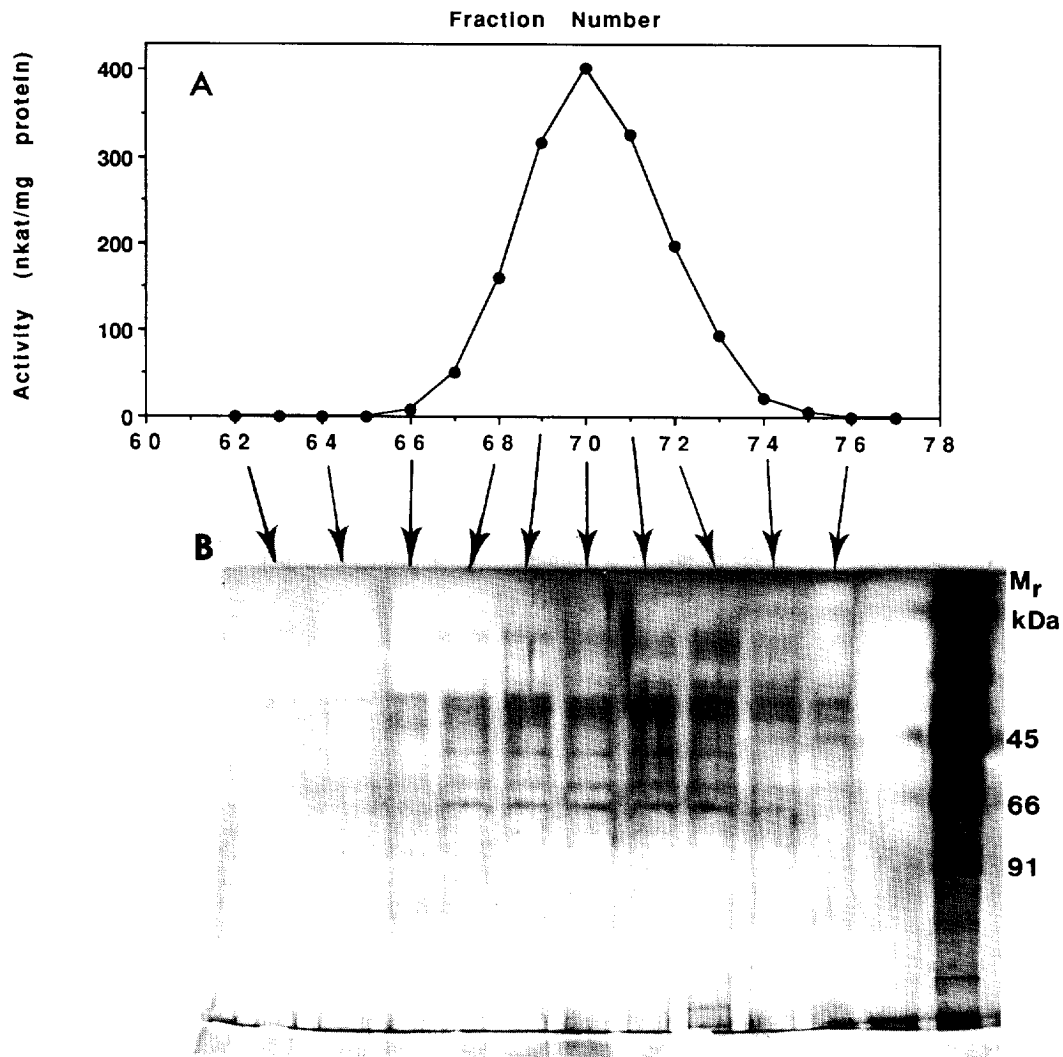 Fraction Number
Activity (nkat/mg protein)
A
400
300
200
100
0
60 62 64 66 68 70 72 74 76 78
B
Mr
kDa
45
66
91